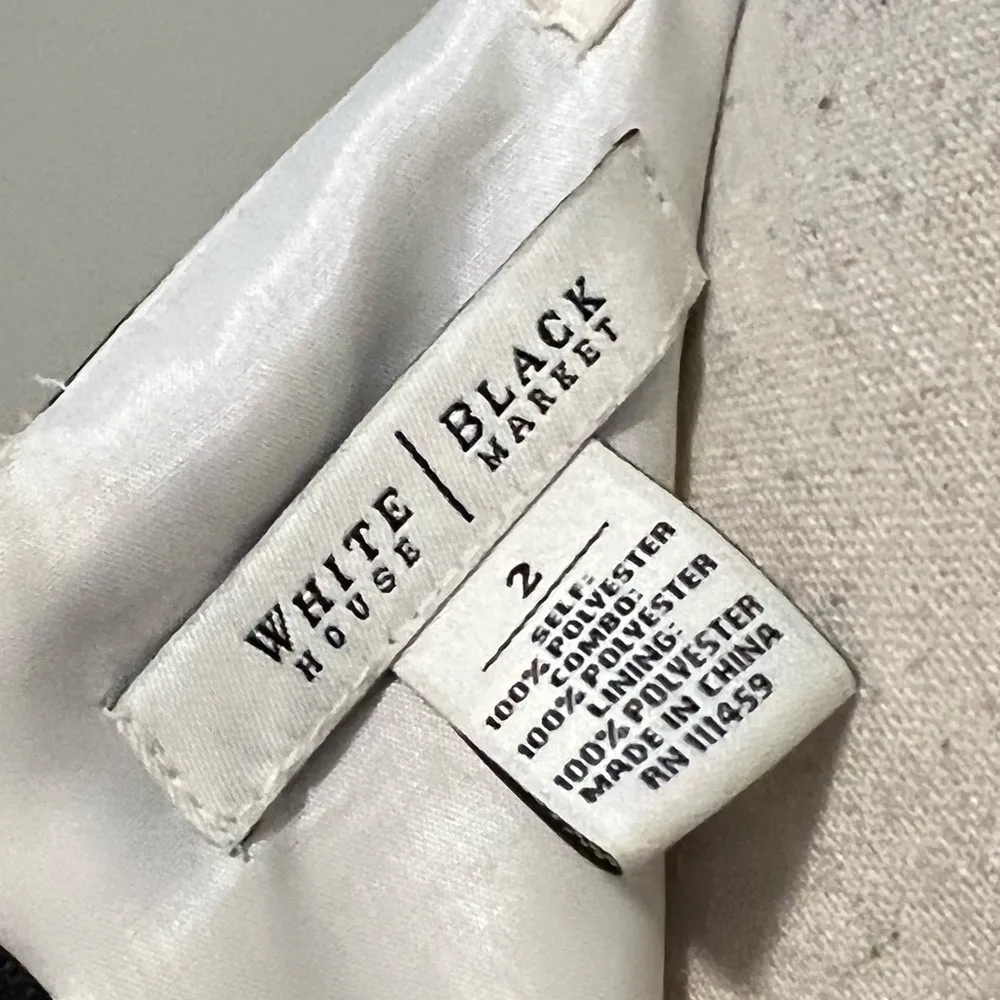 WHITE | BLACK
HOUSE MARKET
2
SELF:
100% POLYESTER
COMBO:
100% POLYESTER
LINING:
100% POLYESTER
MADE IN CHINA
RN 111459